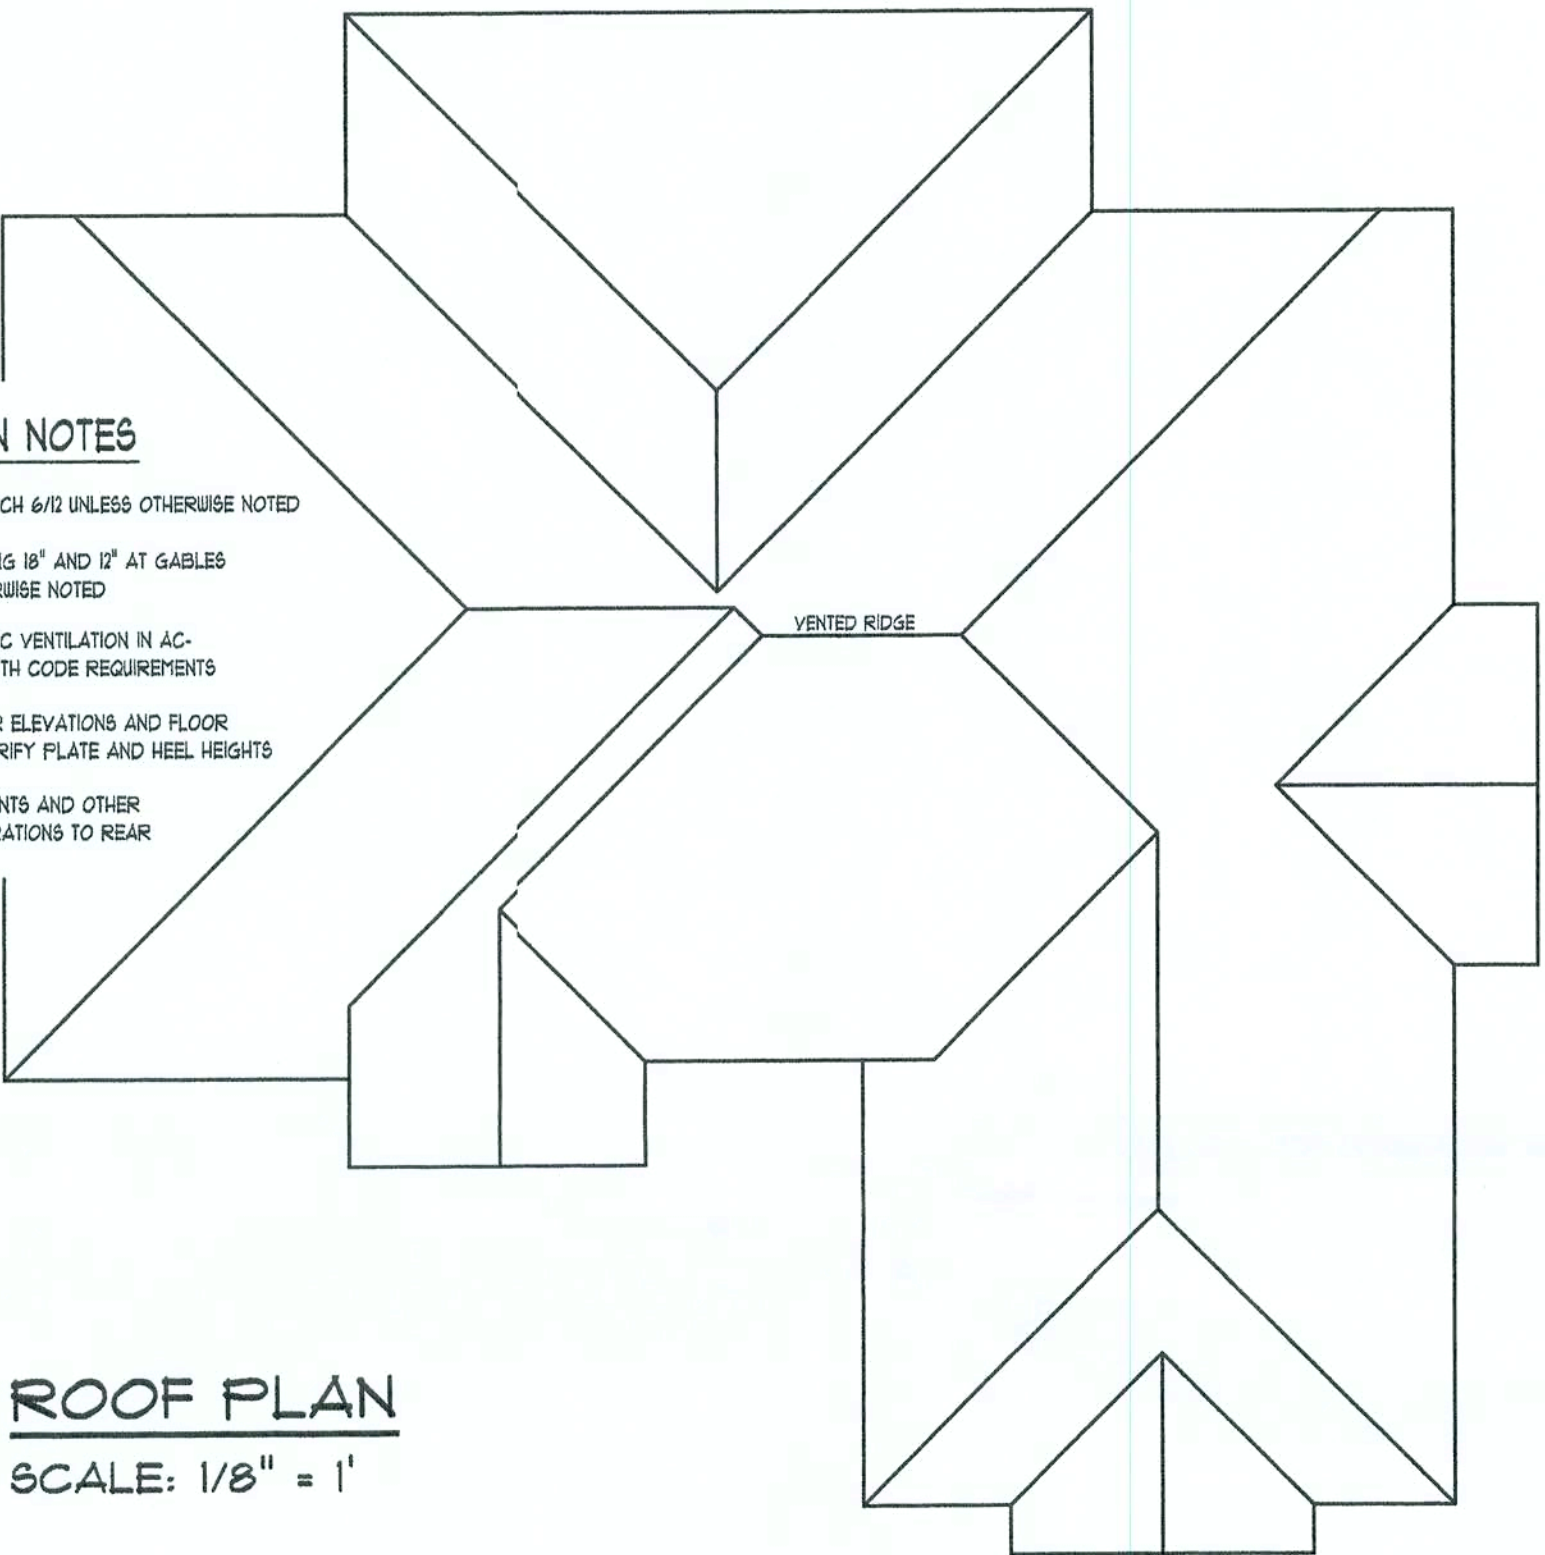 N NOTES
CH 6/12 UNLESS OTHERWISE NOTED
NG 18" AND 12" AT GABLES
RWISE NOTED
C VENTILATION IN AC-
TH CODE REQUIREMENTS
R ELEVATIONS AND FLOOR
RIFY PLATE AND HEEL HEIGHTS
NTS AND OTHER
RATIONS TO REAR
VENTED RIDGE
ROOF PLAN
SCALE: 1/8" = 1'